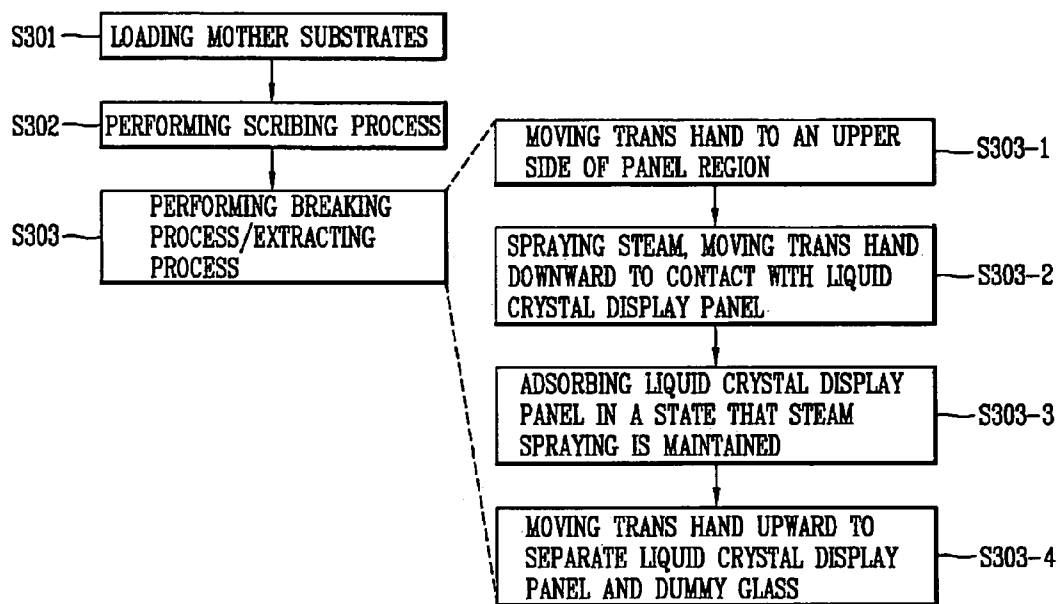 S301
LOADING MOTHER SUBSTRATES
S302
PERFORMING SCRIBING PROCESS
S303
PERFORMING BREAKING
PROCESS/EXTRACTING
PROCESS
MOVING TRANS HAND TO AN UPPER
SIDE OF PANEL REGION
S303-1
SPRAYING STEAM, MOVING TRANS HAND
DOWNWARD TO CONTACT WITH LIQUID
CRYSTAL DISPLAY PANEL
S303-2
ADSORBING LIQUID CRYSTAL DISPLAY
PANEL IN A STATE THAT STEAM
SPRAYING IS MAINTAINED
S303-3
MOVING TRANS HAND UPWARD TO
SEPARATE LIQUID CRYSTAL DISPLAY
PANEL AND DUMMY GLASS
S303-4